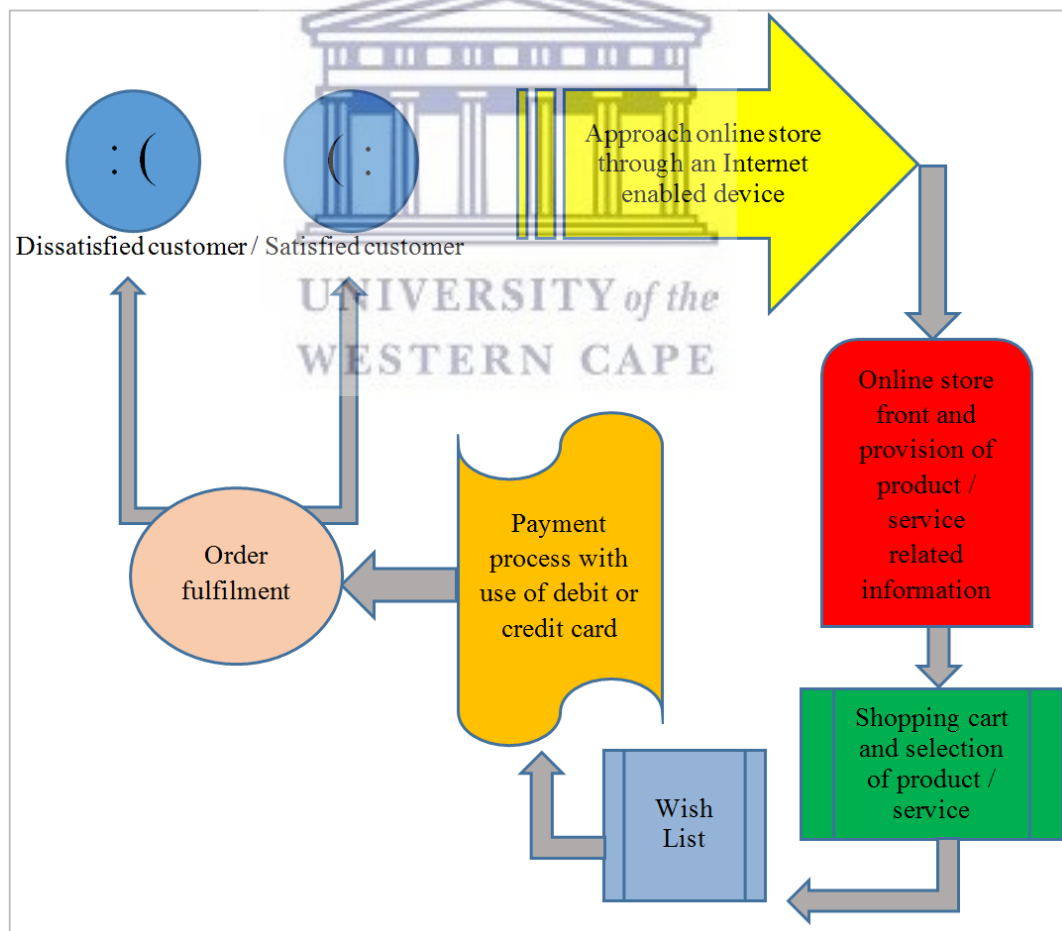 : (
( :
Dissatisfied customer / Satisfied customer
Approach online store
through an Internet
enabled device
UNIVERSITY of the
WESTERN CAPE
Online store
front and
provision of
product /
service
related
information
Shopping cart
and selection
of product /
service
Wish
List
Payment
process with
use of debit or
credit card
Order
fulfilment